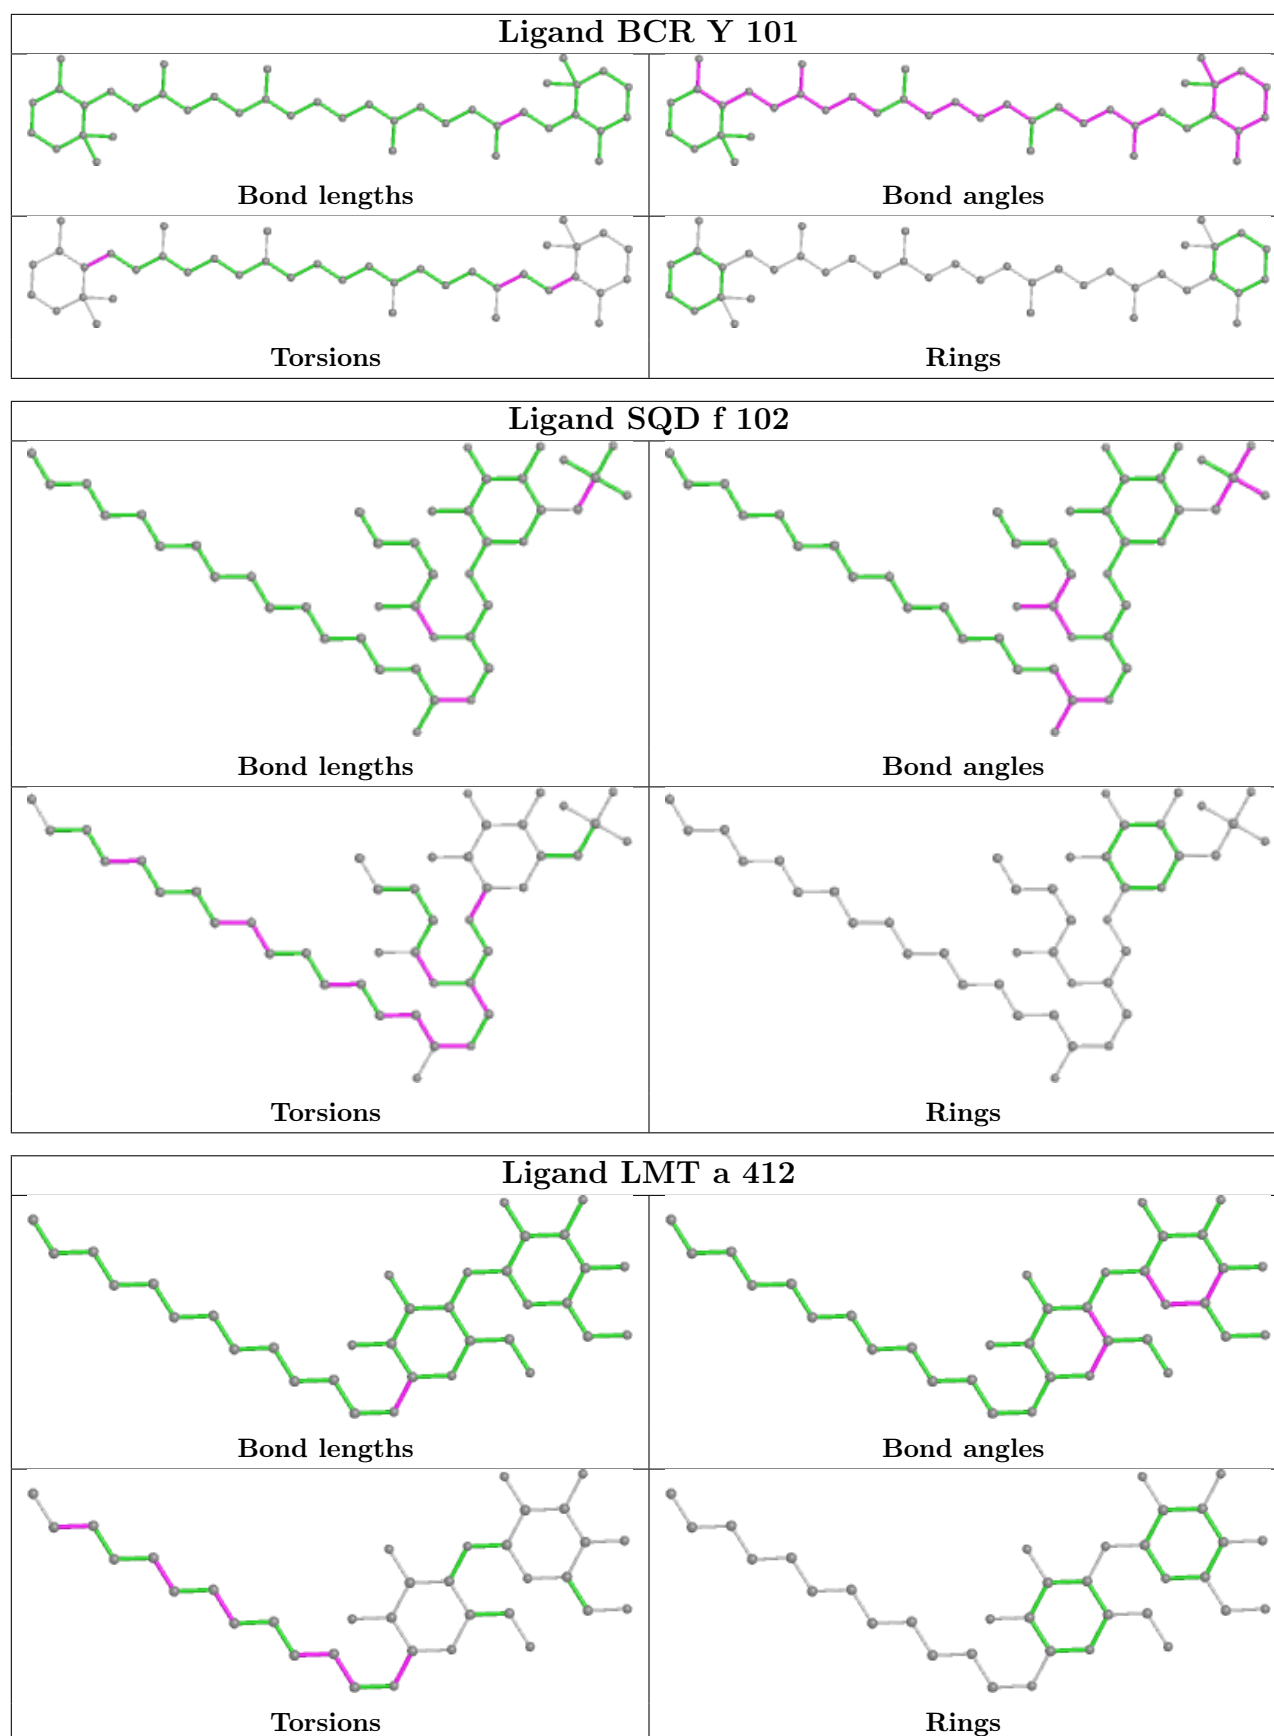 Ligand BCR Y 101
Bond lengths
Bond angles
Torsions
Rings
Ligand SQD f 102
Bond lengths
Bond angles
Torsions
Rings
Ligand LMT a 412
Bond lengths
Bond angles
Torsions
Rings